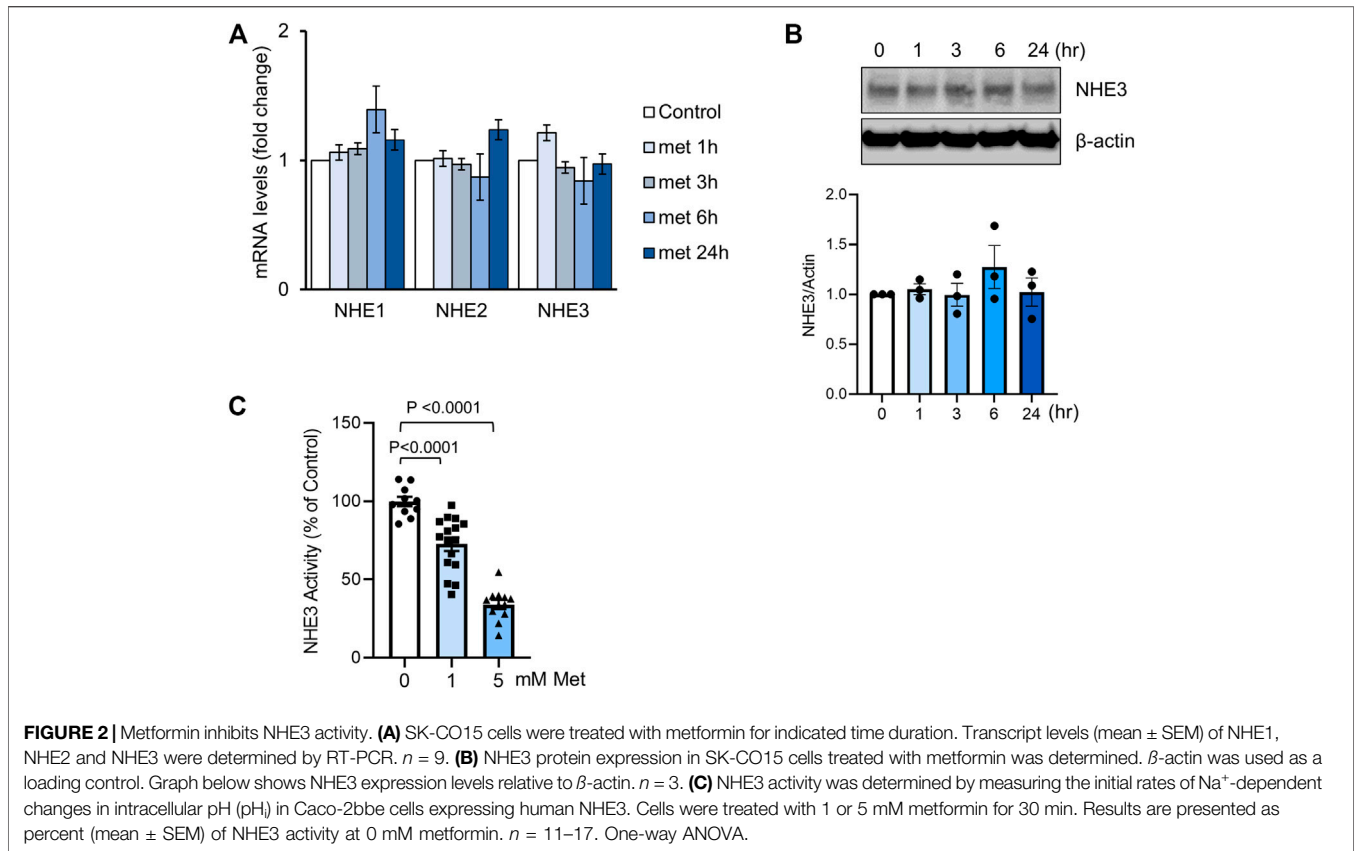 A
mRNA levels (fold change)
2
1
0
NHE1 NHE2 NHE3
Control
met 1h
met 3h
met 6h
met 24h
B
0 1 3 6 24 (hr)
NHE3
β-actin
NHE3/Actin
2.0
1.5
1.0
0.5
0.0
0 1 3 6 24 (hr)
C
NHE3 Activity (% of Control)
150
100
50
0
P <0.0001
P<0.0001
0 1 5 mM Met
FIGURE 2 | Metformin inhibits NHE3 activity. (A) SK-CO15 cells were treated with metformin for indicated time duration. Transcript levels (mean ± SEM) of NHE1,
NHE2 and NHE3 were determined by RT-PCR. n = 9. (B) NHE3 protein expression in SK-CO15 cells treated with metformin was determined. ß-actin was used as a
loading control. Graph below shows NHE3 expression levels relative to ß-actin. n = 3. (C) NHE3 activity was determined by measuring the initial rates of Na⁺-dependent
changes in intracellular pH (pHᵢ) in Caco-2bbe cells expressing human NHE3. Cells were treated with 1 or 5 mM metformin for 30 min. Results are presented as
percent (mean ± SEM) of NHE3 activity at 0 mM metformin. n = 11–17. One-way ANOVA.